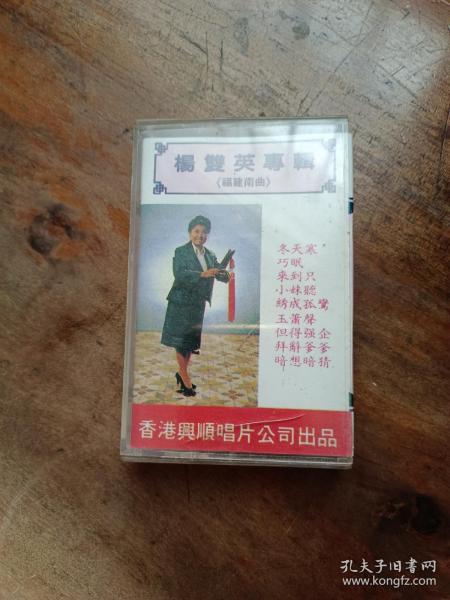 楊雙英專輯
《福建南曲》
冬天寒
巧眠
來到只
小妹聽
綉成孤鸞
玉蕭聲
但得强企
拜辭爹爹
暗想暗猜
香港興順唱片公司出品
孔夫子旧书网
www.kongfz.com